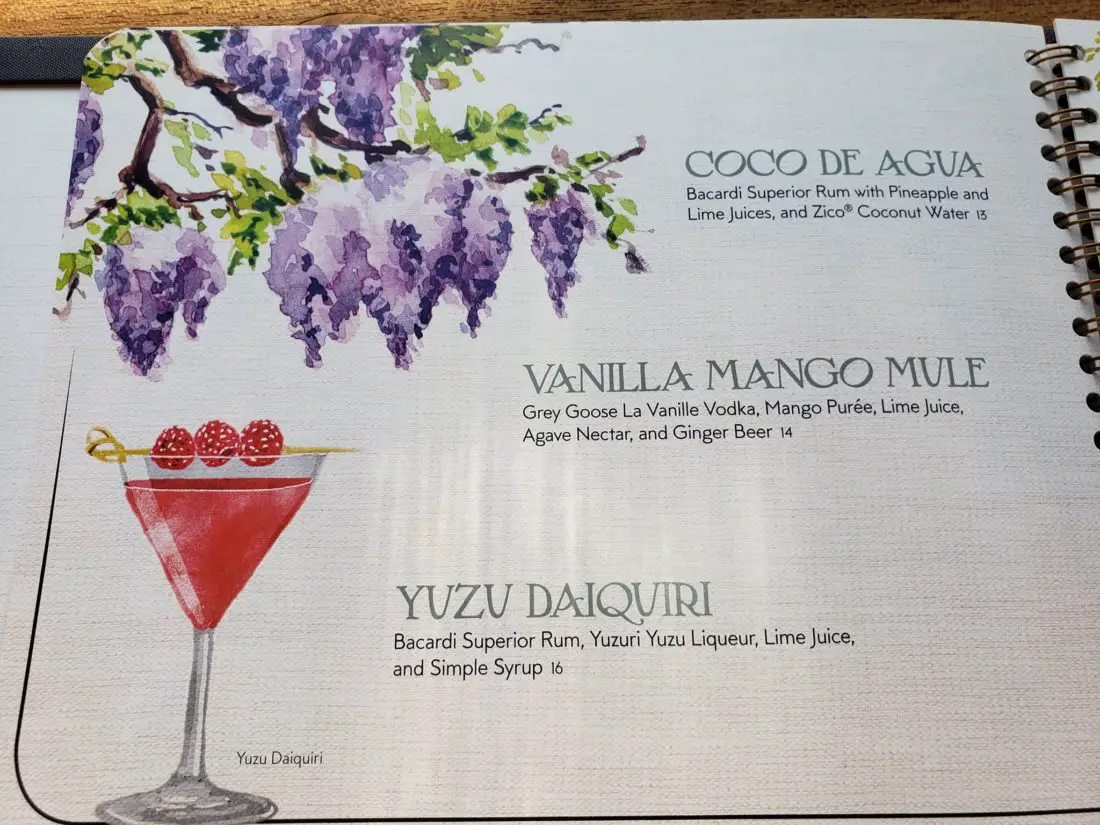 COCO DE AGUA
Bacardi Superior Rum with Pineapple and
Lime Juices, and Zico® Coconut Water 13
VANILLA MANGO MULE
Grey Goose La Vanille Vodka, Mango Purée, Lime Juice,
Agave Nectar, and Ginger Beer 14
YUZU DAIQUIRI
Bacardi Superior Rum, Yuzuri Yuzu Liqueur, Lime Juice,
and Simple Syrup 16
Yuzu Daiquiri